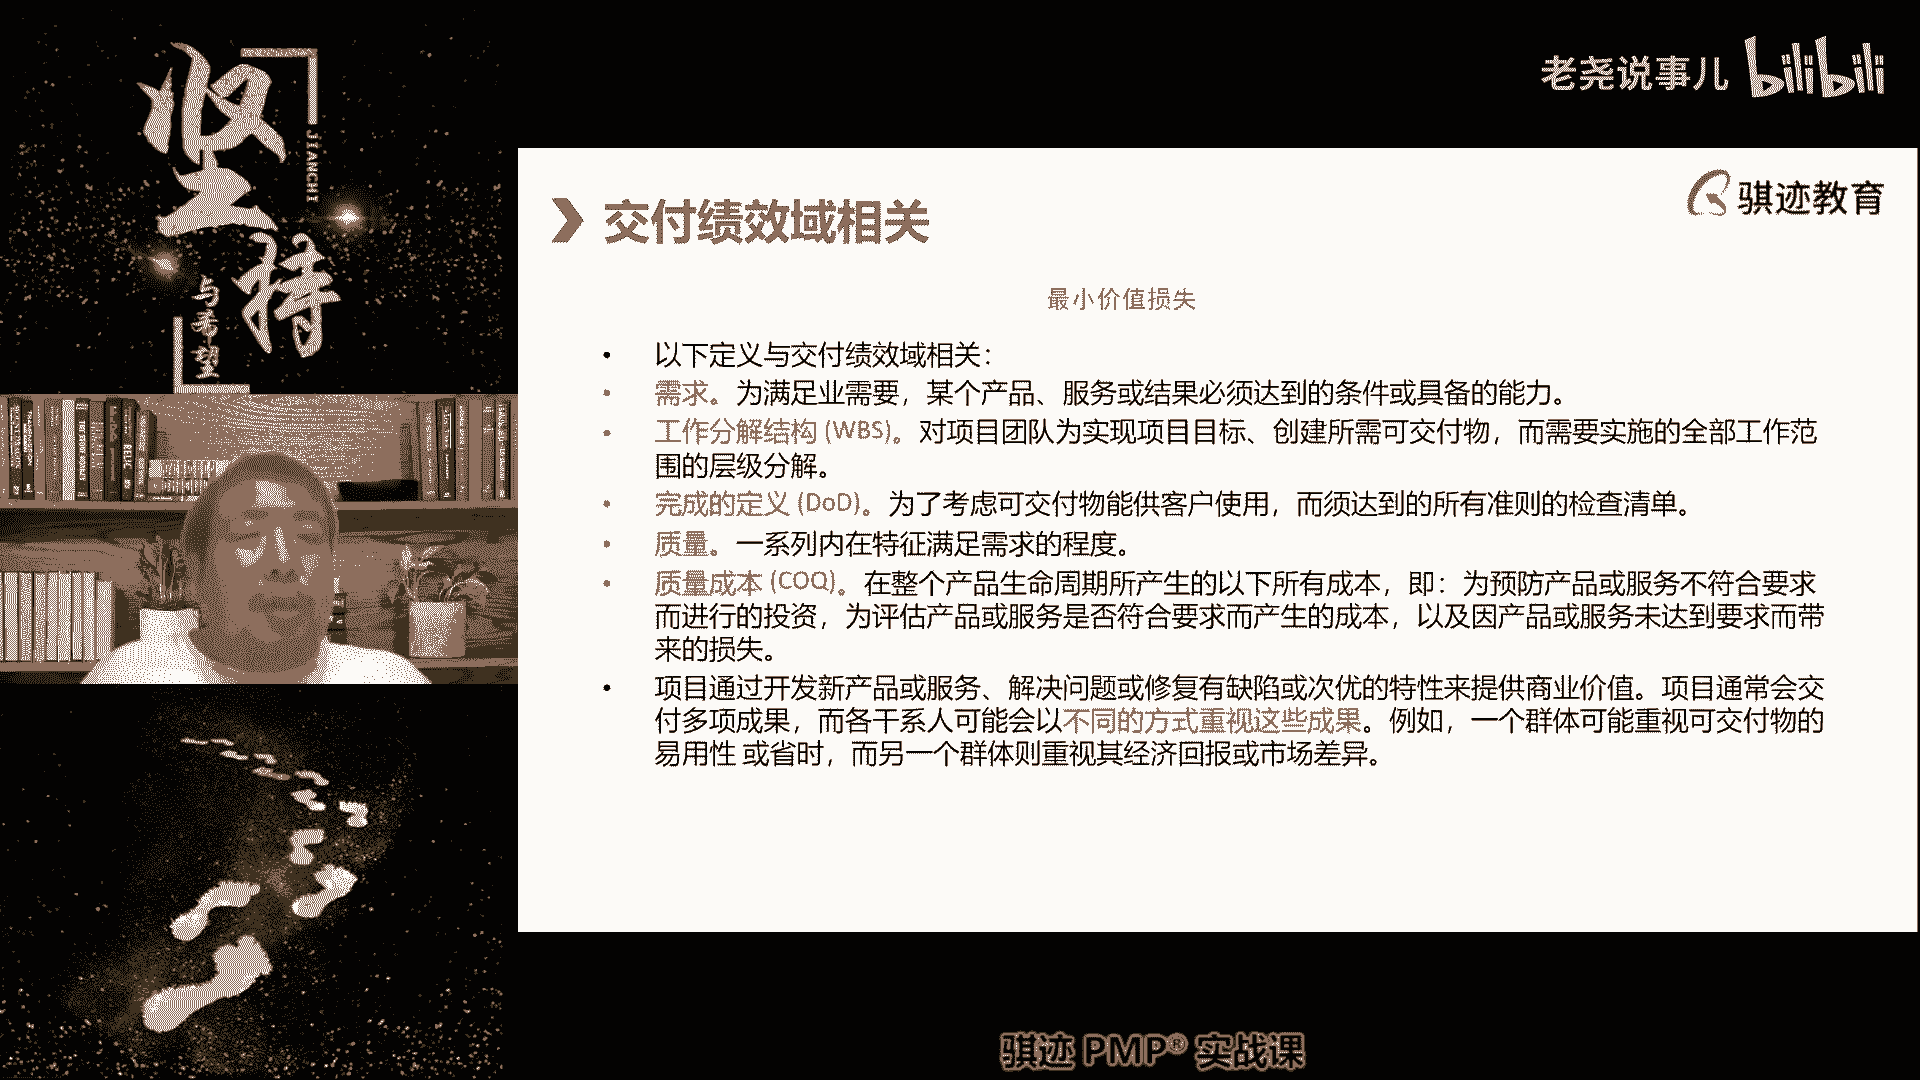 坚持
JIANCHI
与希望
老尧说事儿 bilibili
骐迹教育
交付绩效域相关
最小价值损失
• 以下定义与交付绩效域相关：
• 需求。为满足业需要，某个产品、服务或结果必须达到的条件或具备的能力。
• 工作分解结构 (WBS)。对项目团队为实现项目目标、创建所需可交付物，而需要实施的全部工作范
围的层级分解。
• 完成的定义 (DoD)。为了考虑可交付物能供客户使用，而须达到的所有准则的检查清单。
• 质量。一系列内在特征满足需求的程度。
• 质量成本 (COQ)。在整个产品生命周期所产生的以下所有成本，即：为预防产品或服务不符合要求
而进行的投资，为评估产品或服务是否符合要求而产生的成本，以及因产品或服务未达到要求而带
来的损失。
• 项目通过开发新产品或服务、解决问题或修复有缺陷或次优的特性来提供商业价值。项目通常会交
付多项成果，而各干系人可能会以不同的方式重视这些成果。例如，一个群体可能重视可交付物的
易用性 或省时，而另一个群体则重视其经济回报或市场差异。
骐迹 PMP® 实战课